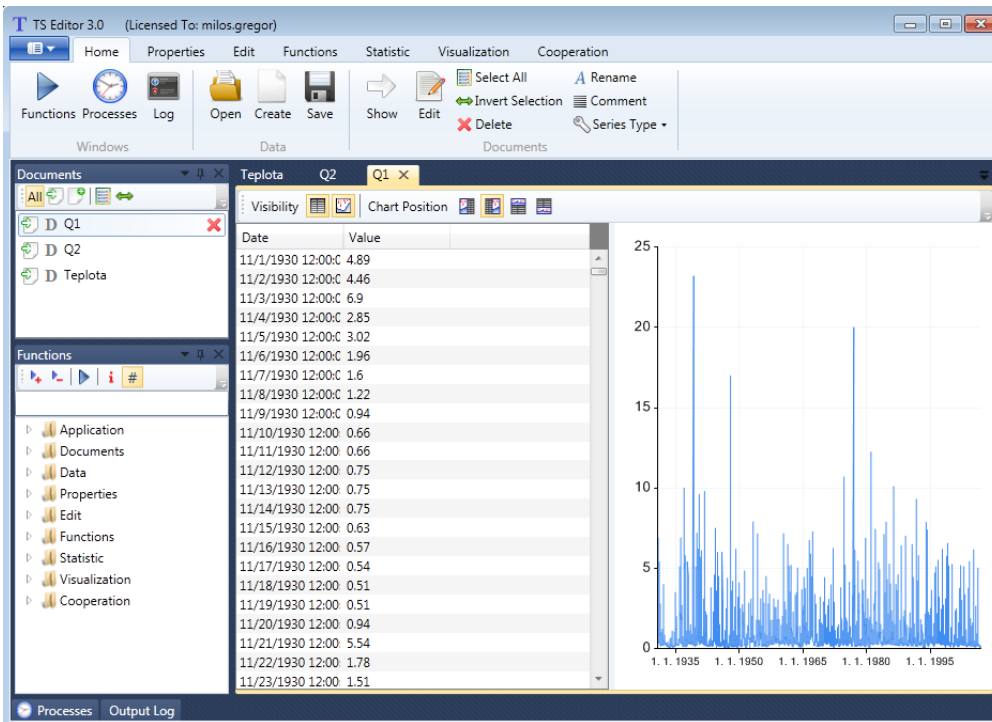 T TS Editor 3.0 (Licensed To: milos.gregor)
Home Properties Edit Functions Statistic Visualization Cooperation
Functions Processes Log Open Create Save Show Edit
Select All
Invert Selection
Delete
A Rename
Comment
Series Type
Windows Data Documents
Documents
All
D Q1
D Q2
D Teplota
Functions
i #
Application
Documents
Data
Properties
Edit
Functions
Statistic
Visualization
Cooperation
Teplota Q2 Q1
Visibility Chart Position
Date Value
11/1/1930 12:00:0 4.89
11/2/1930 12:00:0 4.46
11/3/1930 12:00:0 6.9
11/4/1930 12:00:0 2.85
11/5/1930 12:00:0 3.02
11/6/1930 12:00:0 1.96
11/7/1930 12:00:0 1.6
11/8/1930 12:00:0 1.22
11/9/1930 12:00:0 0.94
11/10/1930 12:00: 0.66
11/11/1930 12:00: 0.66
11/12/1930 12:00: 0.75
11/13/1930 12:00: 0.75
11/14/1930 12:00: 0.75
11/15/1930 12:00: 0.63
11/16/1930 12:00: 0.57
11/17/1930 12:00: 0.54
11/18/1930 12:00: 0.51
11/19/1930 12:00: 0.51
11/20/1930 12:00: 0.94
11/21/1930 12:00: 5.54
11/22/1930 12:00: 1.78
11/23/1930 12:00: 1.51
25
20
15
10
5
0
1. 1. 1935 1. 1. 1950 1. 1. 1965 1. 1. 1980 1. 1. 1995
Processes Output Log